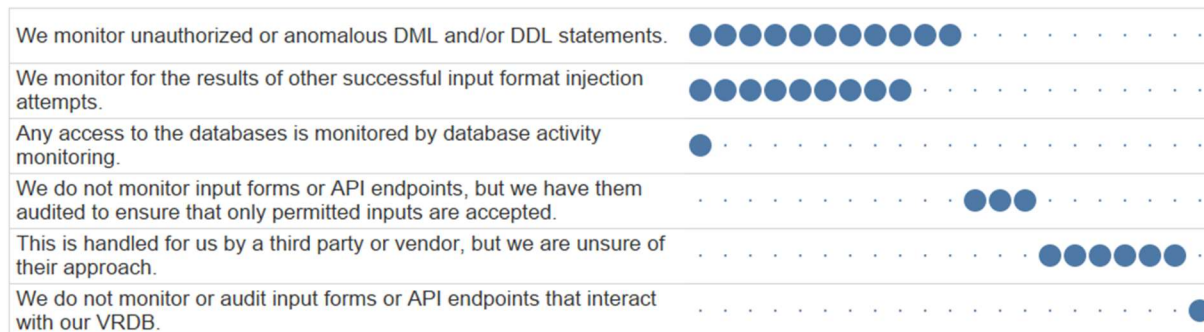 We monitor unauthorized or anomalous DML and/or DDL statements.
We monitor for the results of other successful input format injection
attempts.
Any access to the databases is monitored by database activity
monitoring.
We do not monitor input forms or API endpoints, but we have them
audited to ensure that only permitted inputs are accepted.
This is handled for us by a third party or vendor, but we are unsure of
their approach.
We do not monitor or audit input forms or API endpoints that interact
with our VRDB.